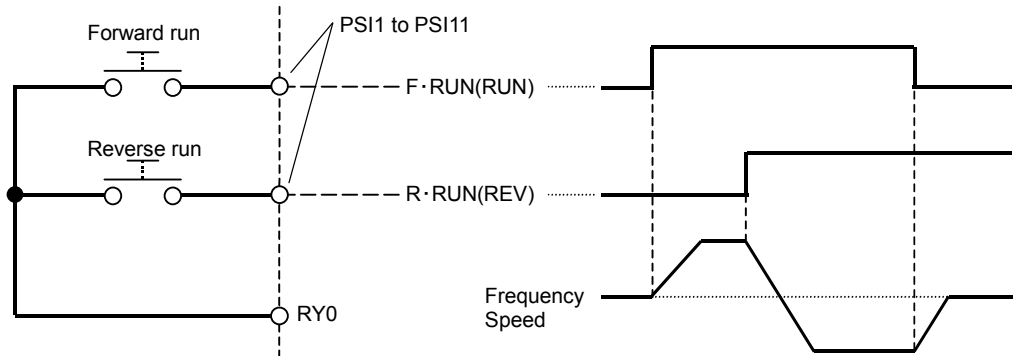 Forward run
PSI1 to PSI11
F·RUN(RUN)
Reverse run
R·RUN(REV)
RY0
Frequency
Speed